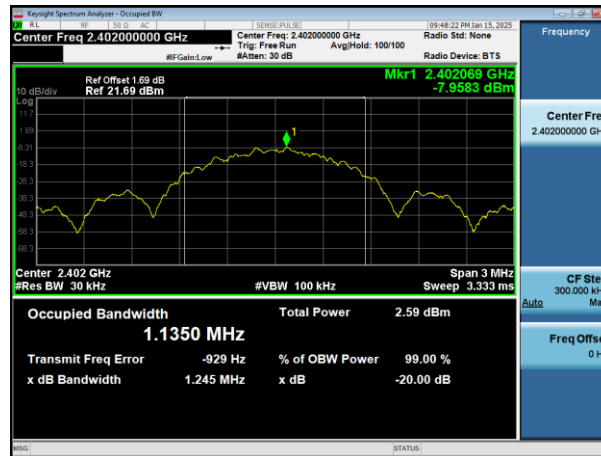 Keysight Spectrum Analyzer - Occupied BW
RL RF 50 Ω AC SENSE:PULSE 09:48:22 PM Jan 15, 2025
Center Freq 2.402000000 GHz
Center Freq: 2.402000000 GHz
Radio Std: None
Trig: Free Run Avg|Hold: 100/100
#IFGain:Low #Atten: 30 dB Radio Device: BTS
Ref Offset 1.69 dB
Mkr1 2.402069 GHz
10 dB/div Ref 21.69 dBm -7.9583 dBm
Log
11.7
1.69
-8.31
-18.3
-28.3
-38.3
-48.3
-58.3
-68.3
1
Center 2.402 GHz Span 3 MHz
#Res BW 30 kHz #VBW 100 kHz Sweep 3.333 ms
Occupied Bandwidth Total Power 2.59 dBm
1.1350 MHz
Transmit Freq Error -929 Hz % of OBW Power 99.00 %
x dB Bandwidth 1.245 MHz x dB -20.00 dB
MSG STATUS
Frequency
Center Fre
2.402000000 GH
CF Ste
300.000 kH
Auto Ma
Freq Offs
0 H